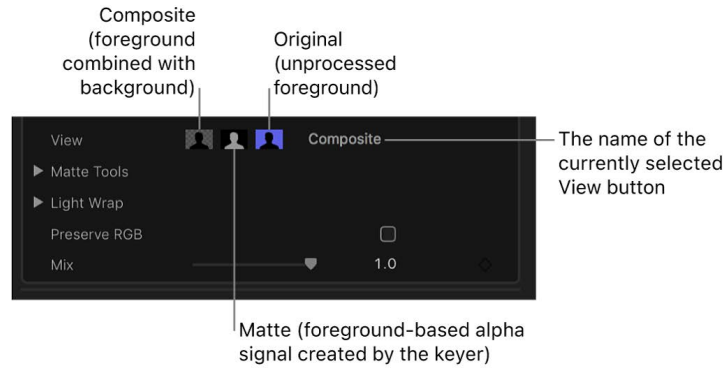 Composite
(foreground
combined with
background)
Original
(unprocessed
foreground)
View
Composite
The name of the
currently selected
View button
Matte Tools
Light Wrap
Preserve RGB
Mix
1.0
Matte (foreground-based alpha
signal created by the keyer)